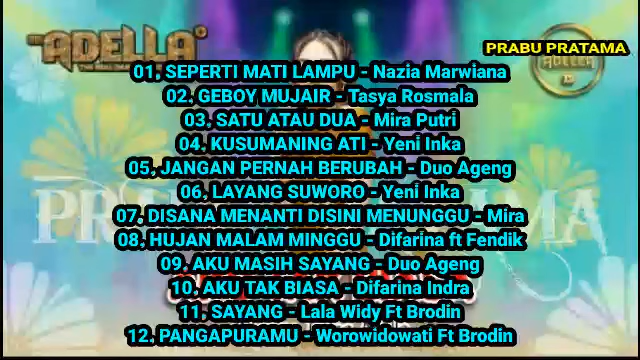 ADELLA
PRABU PRATAMA
ADELLA
01, SEPERTI MATI LAMPU - Nazia Marwiana
02. GEBOY MUJAIR - Tasya Rosmala
03. SATU ATAU DUA - Mira Putri
04. KUSUMANING ATI - Yeni Inka
05, JANGAN PERNAH BERUBAH - Duo Ageng
06, LAYANG SUWORO - Yeni Inka
07, DISANA MENANTI DISINI MENUNGGU - Mira
08, HUJAN MALAM MINGGU - Difarina ft Fendik
09, AKU MASIH SAYANG - Duo Ageng
10, AKU TAK BIASA - Difarina Indra
11, SAYANG - Lala Widy Ft Brodin
12. PANGAPURAMU - Worowidowati Ft Brodin